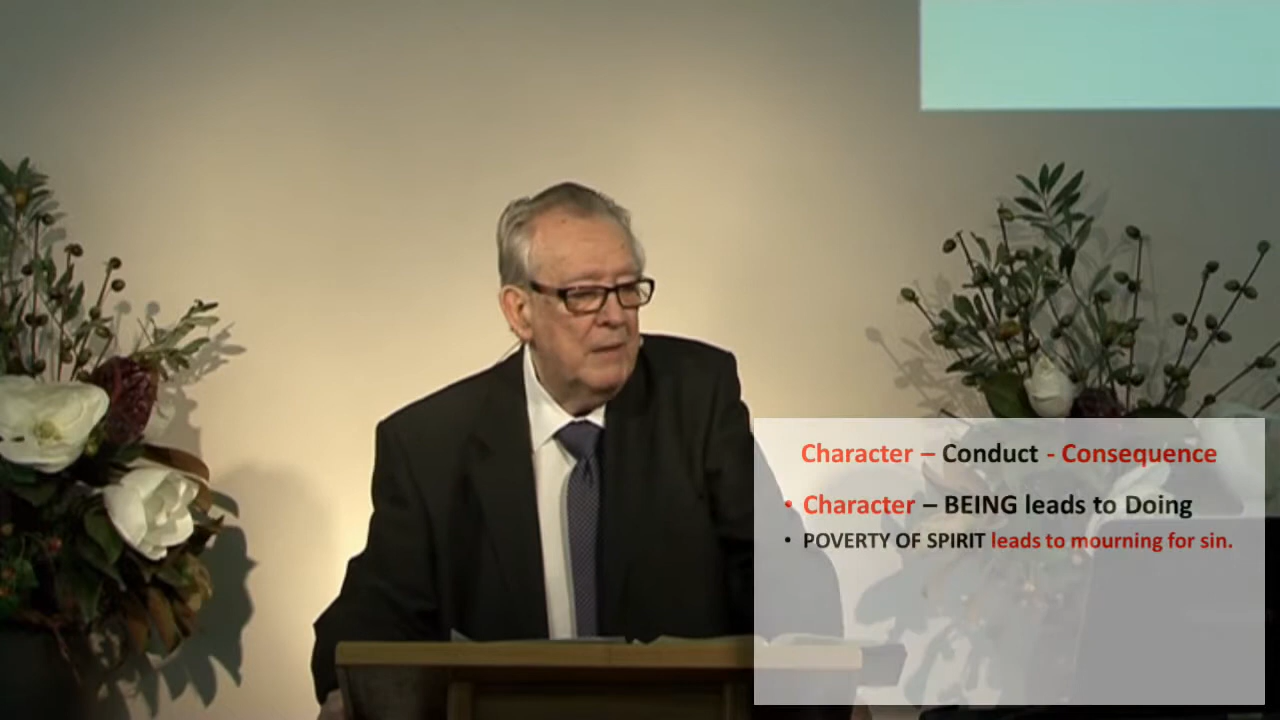 Character – Conduct - Consequence
• Character – BEING leads to Doing
• POVERTY OF SPIRIT leads to mourning for sin.